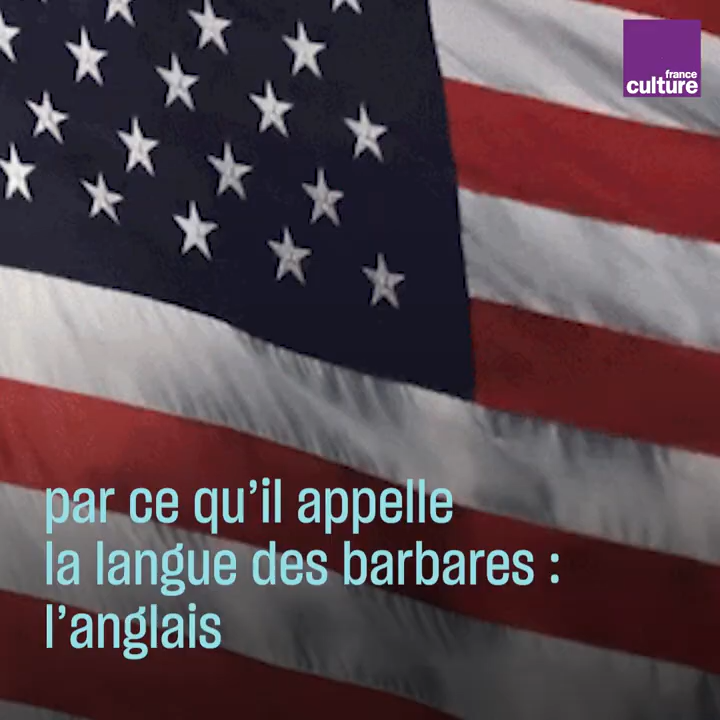 france
culture
par ce qu’il appelle
la langue des barbares :
l’anglais